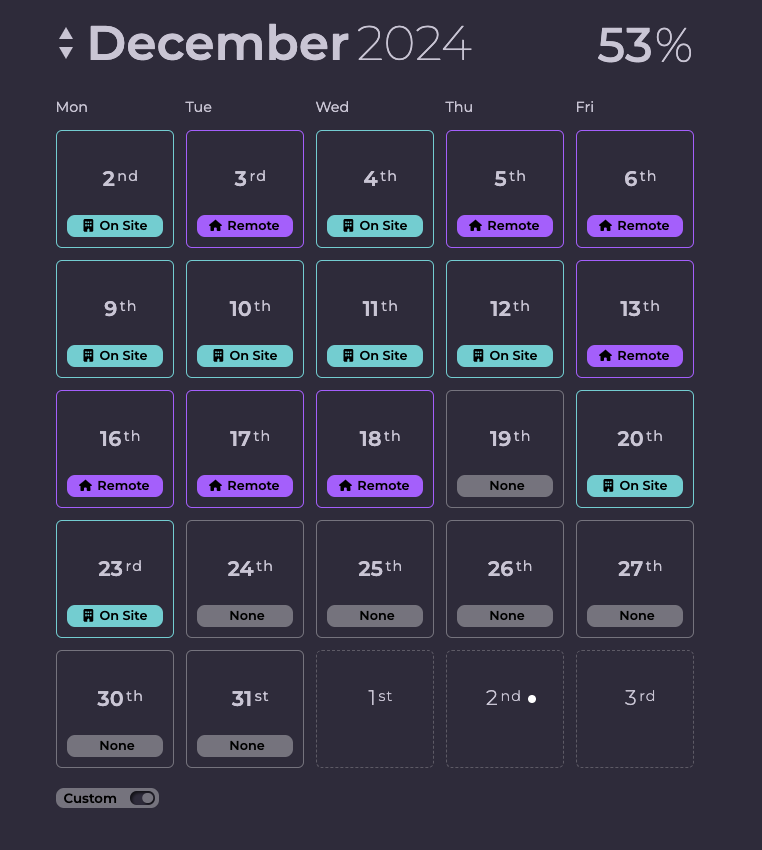 December 2024 53%
Mon Tue Wed Thu Fri
2nd 3rd 4th 5th 6th
On Site Remote On Site Remote Remote
9th 10th 11th 12th 13th
On Site On Site On Site On Site Remote
16th 17th 18th 19th 20th
Remote Remote Remote None On Site
23rd 24th 25th 26th 27th
On Site None None None None
30th 31st 1st 2nd 3rd
None None
Custom